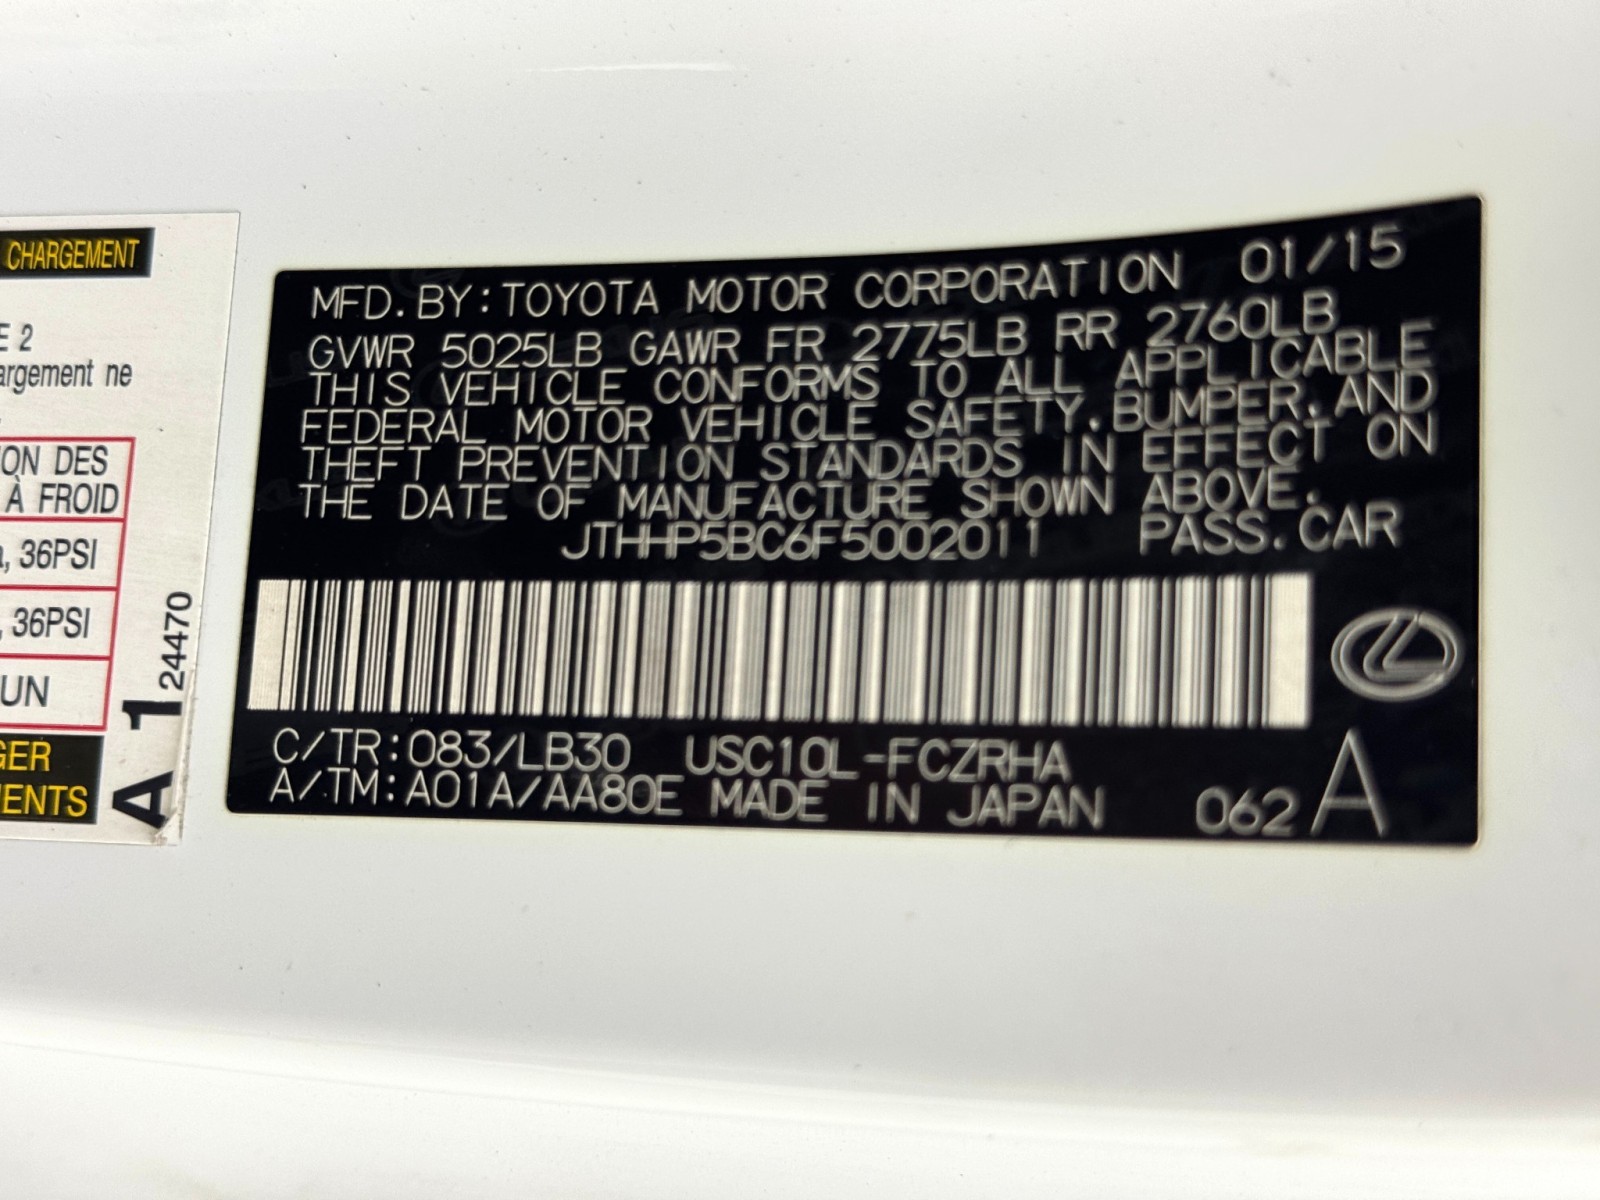 CHARGEMENT
E 2
argement ne
ON DES
À FROID
, 36PSI
, 36PSI
UN
GER
MENTS
A 1 24470
MFD. BY: TOYOTA MOTOR CORPORATION 01/15
GVWR 5025LB GAWR FR 2775LB RR 2760LB
THIS VEHICLE CONFORMS TO ALL APPLICABLE
FEDERAL MOTOR VEHICLE SAFETY, BUMPER, AND
THEFT PREVENTION STANDARDS IN EFFECT ON
THE DATE OF MANUFACTURE SHOWN ABOVE.
JTHHP5BC6F5002011 PASS. CAR
C/TR: 083/LB30 USC10L-FCZRHA
A/TM: A01A/AA80E MADE IN JAPAN 062 A